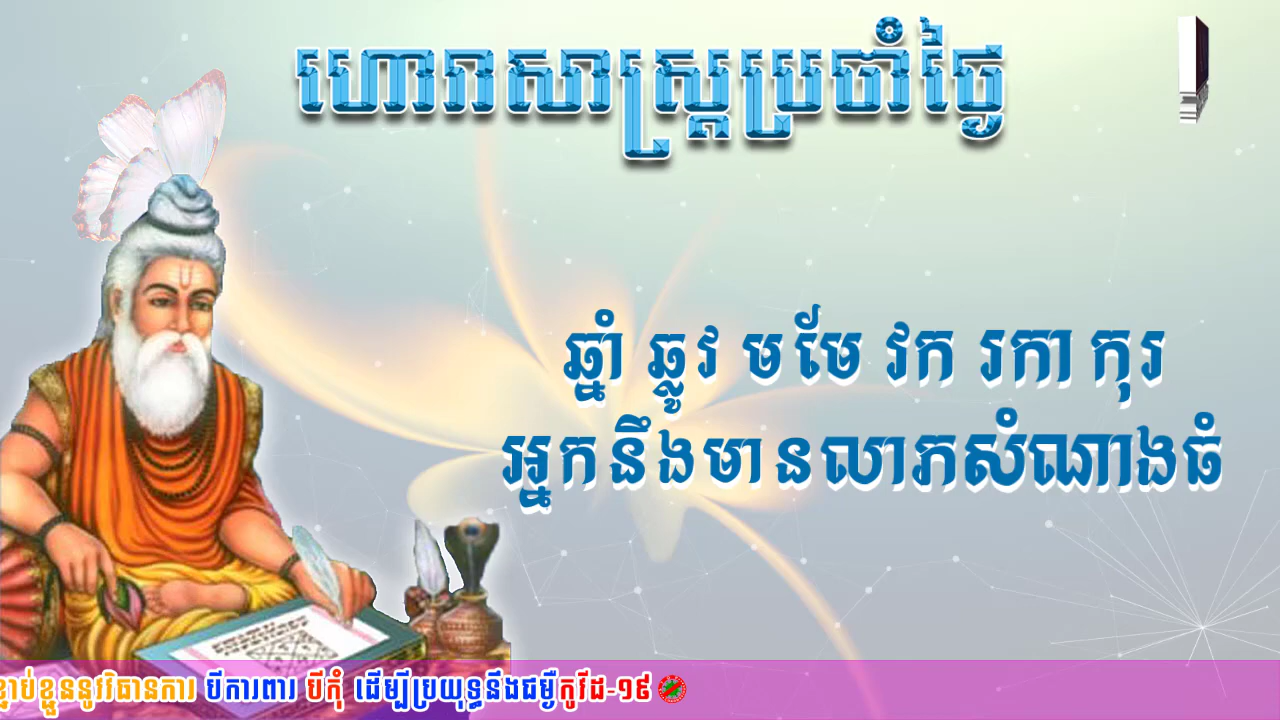 ហោរាសាស្ត្រប្រចាំថ្ងៃ
ឆ្នាំ ឆ្លូវ មមែ វក រកា កុរ
អ្នកនឹងមានលាភសំណាងធំ
ខ្ជាប់ខ្ជួននូវវិធានការ បីការពារ បីកុំ ដើម្បីប្រយុទ្ធនឹងជម្ងឺកូវីដ-១៩